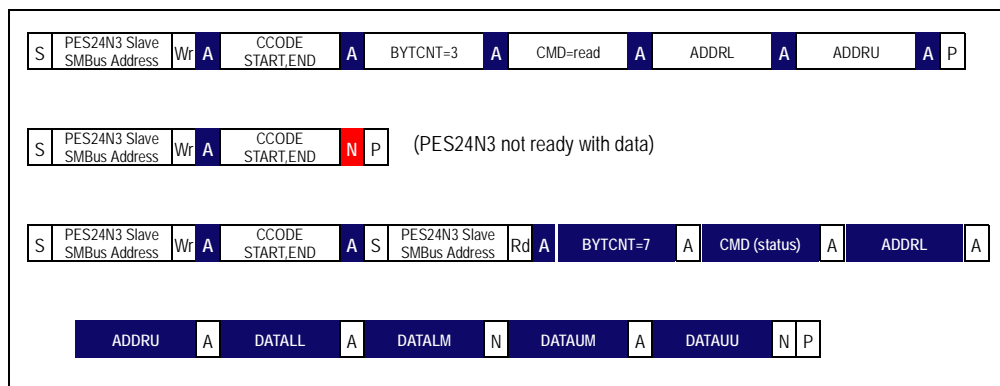 S PES24N3 Slave SMBus Address Wr A CCODE START,END A BYTCNT=3 A CMD=read A ADDRL A ADDRU A P
S PES24N3 Slave SMBus Address Wr A CCODE START,END N P (PES24N3 not ready with data)
S PES24N3 Slave SMBus Address Wr A CCODE START,END A S PES24N3 Slave SMBus Address Rd A BYTCNT=7 A CMD (status) A ADDRL A
ADDRU A DATALL A DATALM N DATAUM A DATAUU N P